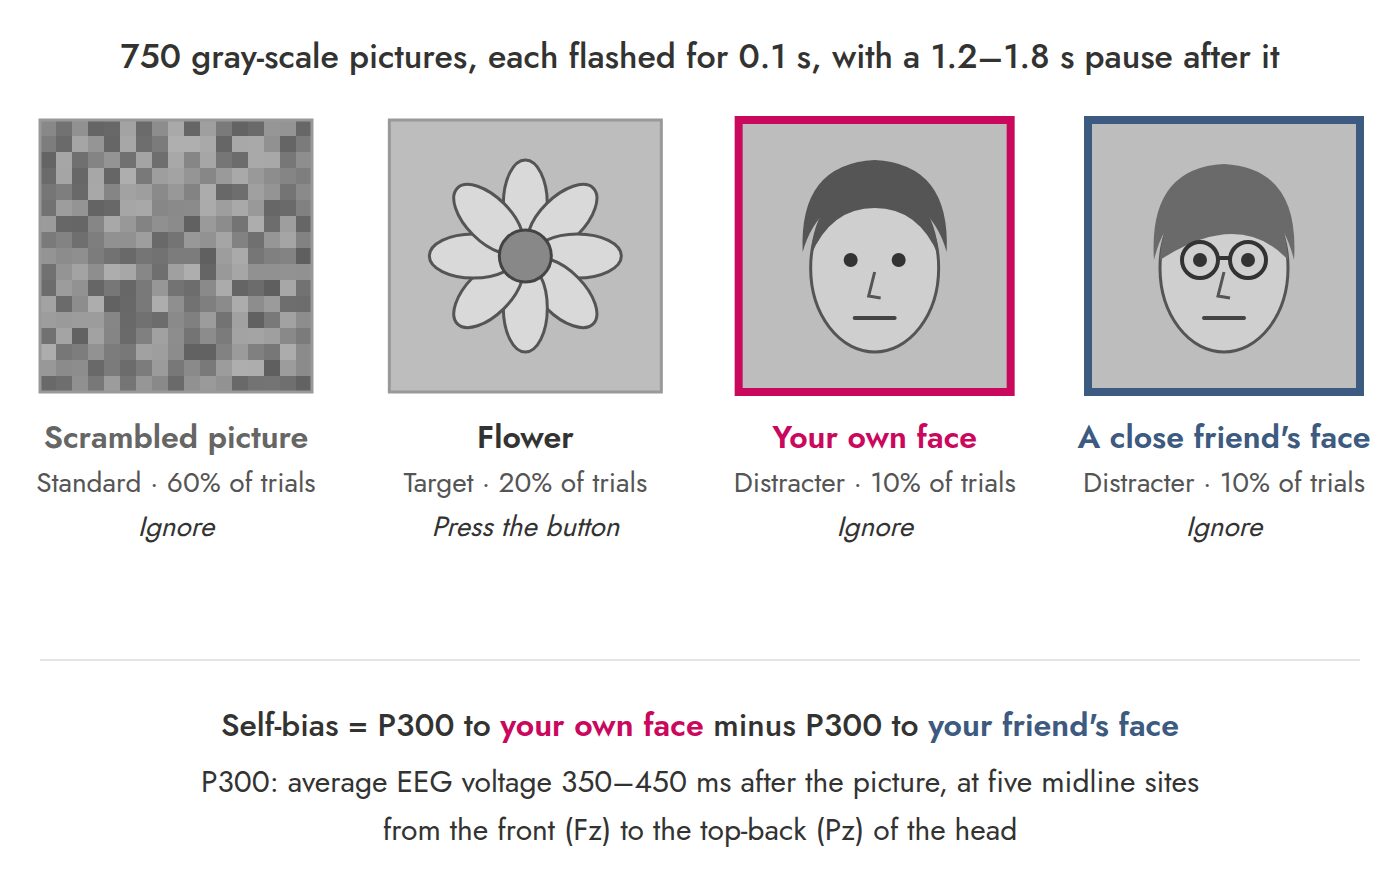 750 gray-scale pictures, each flashed for 0.1 s, with a 1.2–1.8 s pause after it
Scrambled picture
Standard · 60% of trials
Ignore
Flower
Target · 20% of trials
Press the button
Your own face
Distracter · 10% of trials
Ignore
A close friend's face
Distracter · 10% of trials
Ignore
Self-bias = P300 to your own face minus P300 to your friend's face
P300: average EEG voltage 350–450 ms after the picture, at five midline sites
from the front (Fz) to the top-back (Pz) of the head